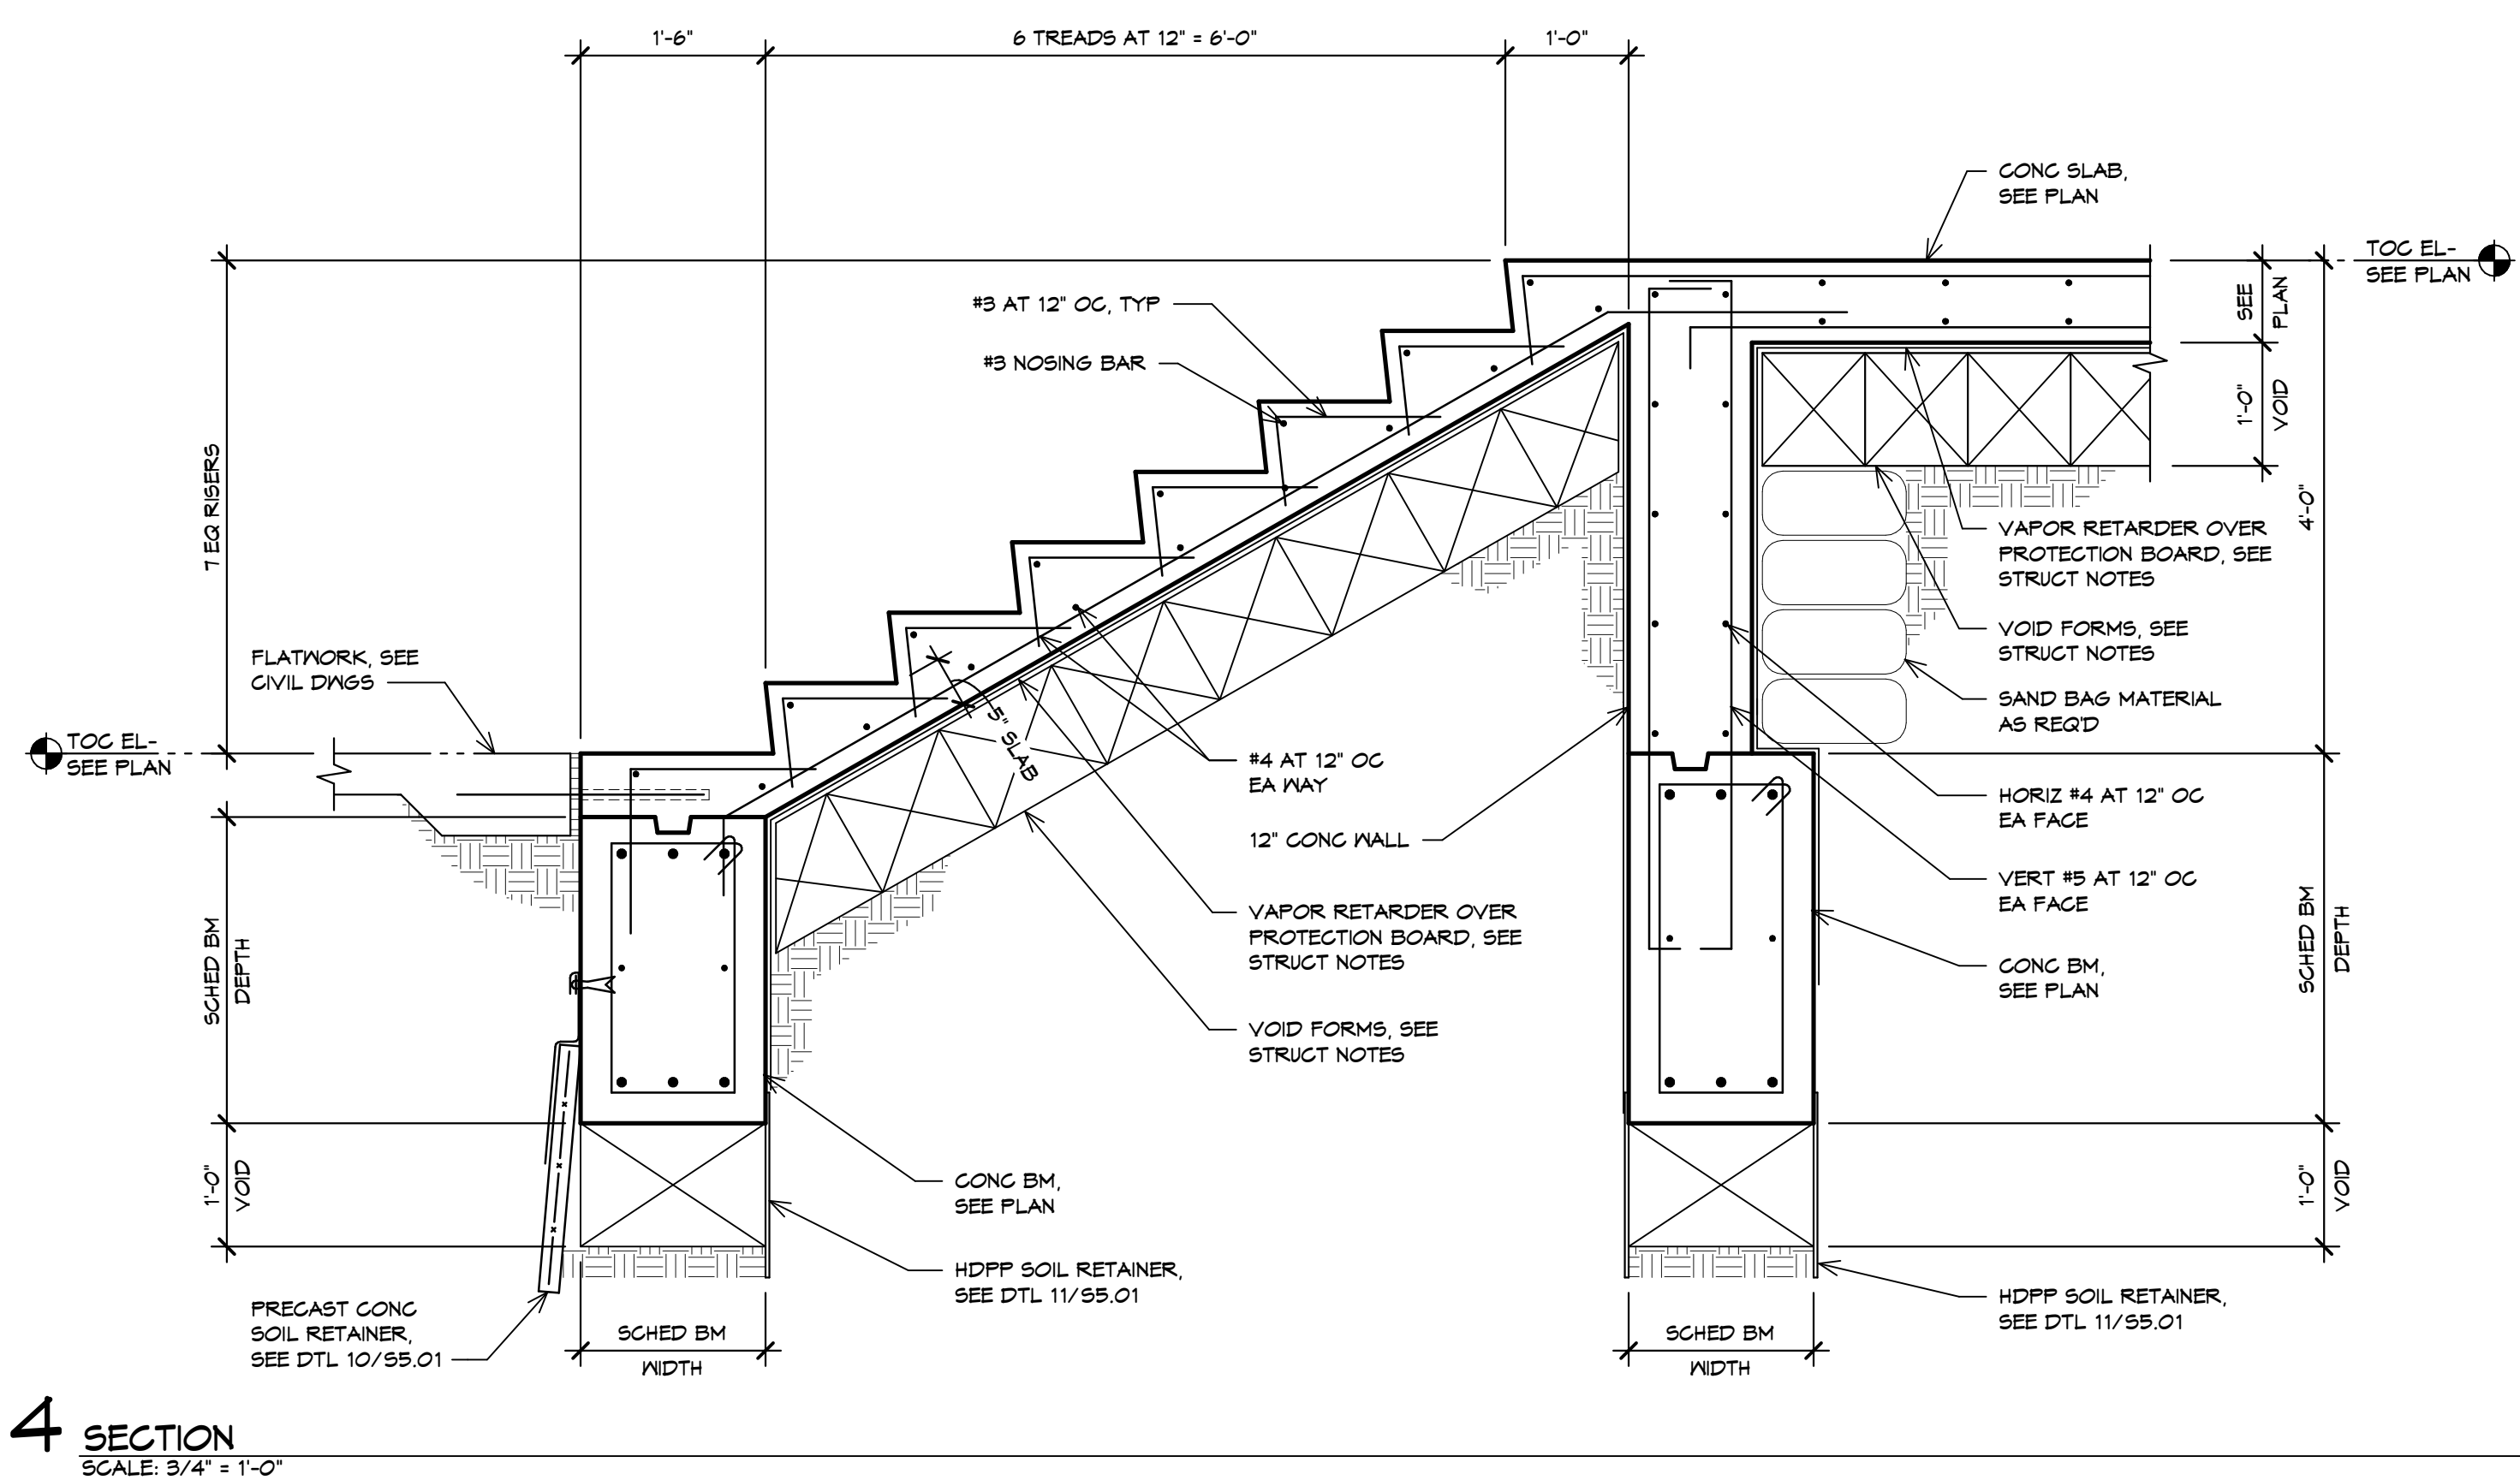 1'-6"
6 TREADS AT 12" = 6'-0"
1'-0"
CONC SLAB,
SEE PLAN
TOC EL-
SEE PLAN
SEE
PLAN
1'-0"
VOID
4'-0"
#3 AT 12" OC, TYP
#3 NOSING BAR
7 EQ RISERS
FLATWORK, SEE
CIVIL DWGS
TOC EL-
SEE PLAN
5" SLAB
VAPOR RETARDER OVER
PROTECTION BOARD, SEE
STRUCT NOTES
VOID FORMS, SEE
STRUCT NOTES
SAND BAG MATERIAL
AS REQ'D
#4 AT 12" OC
EA WAY
12" CONC WALL
HORIZ #4 AT 12" OC
EA FACE
VERT #5 AT 12" OC
EA FACE
VAPOR RETARDER OVER
PROTECTION BOARD, SEE
STRUCT NOTES
CONC BM,
SEE PLAN
VOID FORMS, SEE
STRUCT NOTES
SCHED BM
DEPTH
SCHED BM
DEPTH
1'-0"
VOID
1'-0"
VOID
CONC BM,
SEE PLAN
HDPP SOIL RETAINER,
SEE DTL 11/S5.01
HDPP SOIL RETAINER,
SEE DTL 11/S5.01
PRECAST CONC
SOIL RETAINER,
SEE DTL 10/S5.01
SCHED BM
WIDTH
SCHED BM
WIDTH
4 SECTION
SCALE: 3/4" = 1'-0"